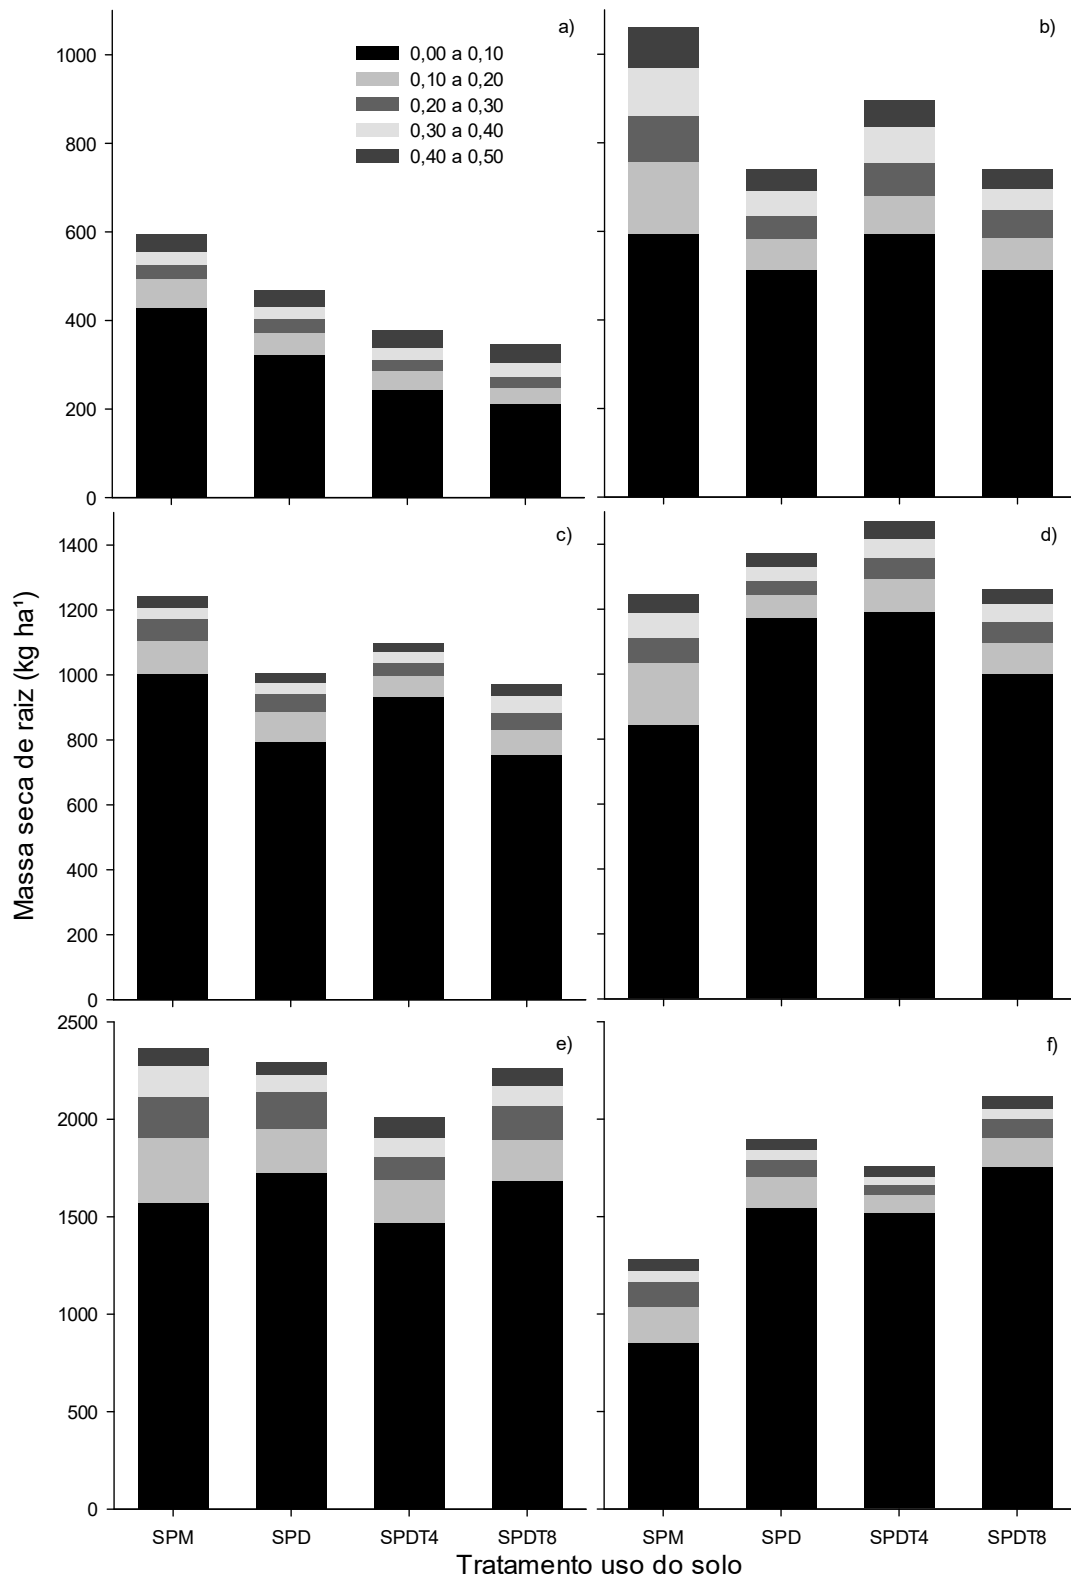 a)
0,00 a 0,10
0,10 a 0,20
0,20 a 0,30
0,30 a 0,40
0,40 a 0,50
1000
800
600
400
200
0
b)
c)
1400
1200
1000
800
600
400
200
0
d)
e)
2500
2000
1500
1000
500
0
f)
Massa seca de raiz (kg ha¹)
SPM SPD SPDT4 SPDT8 SPM SPD SPDT4 SPDT8
Tratamento uso do solo